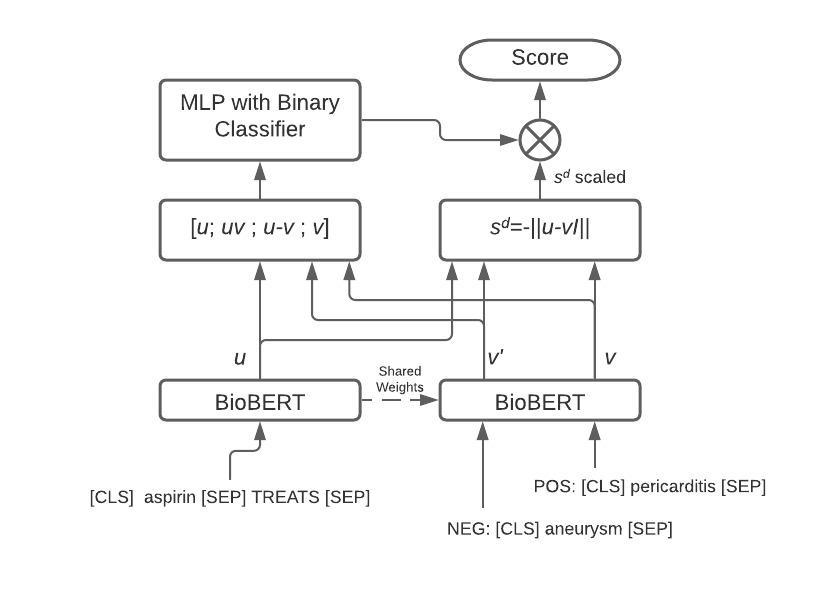 Score
MLP with Binary
Classifier
s^d scaled
[u; uv ; u-v ; v]
s^d=-||u-vI||
u
v'
v
Shared
Weights
BioBERT
BioBERT
[CLS] aspirin [SEP] TREATS [SEP]
POS: [CLS] pericarditis [SEP]
NEG: [CLS] aneurysm [SEP]